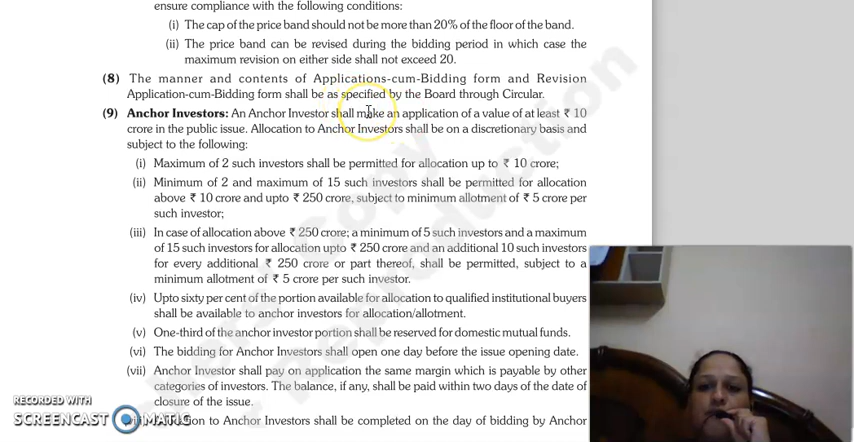 ensure compliance with the following conditions:
(i) The cap of the price band should not be more than 20% of the floor of the band.
(ii) The price band can be revised during the bidding period in which case the
maximum revision on either side shall not exceed 20.
(8) The manner and contents of Applications-cum-Bidding form and Revision
Application-cum-Bidding form shall be as specified by the Board through Circular.
(9) Anchor Investors: An Anchor Investor shall make an application of a value of at least ₹ 10
crore in the public issue. Allocation to Anchor Investors shall be on a discretionary basis and
subject to the following:
(i) Maximum of 2 such investors shall be permitted for allocation up to ₹ 10 crore;
(ii) Minimum of 2 and maximum of 15 such investors shall be permitted for allocation
above ₹ 10 crore and upto ₹ 250 crore, subject to minimum allotment of ₹ 5 crore per
such investor;
(iii) In case of allocation above ₹ 250 crore; a minimum of 5 such investors and a maximum
of 15 such investors for allocation upto ₹ 250 crore and an additional 10 such investors
for every additional ₹ 250 crore or part thereof, shall be permitted, subject to a
minimum allotment of ₹ 5 crore per such investor.
(iv) Upto sixty per cent of the portion available for allocation to qualified institutional buyers
shall be available to anchor investors for allocation/allotment.
(v) One-third of the anchor investor portion shall be reserved for domestic mutual funds.
(vi) The bidding for Anchor Investors shall open one day before the issue opening date.
(vii) Anchor Investor shall pay on application the same margin which is payable by other
categories of investors. The balance, if any, shall be paid within two days of the date of
closure of the issue.
to Anchor Investors shall be completed on the day of bidding by Anchor
RECORDED WITH
SCREENCAST MATIC
Copy
Reproduction